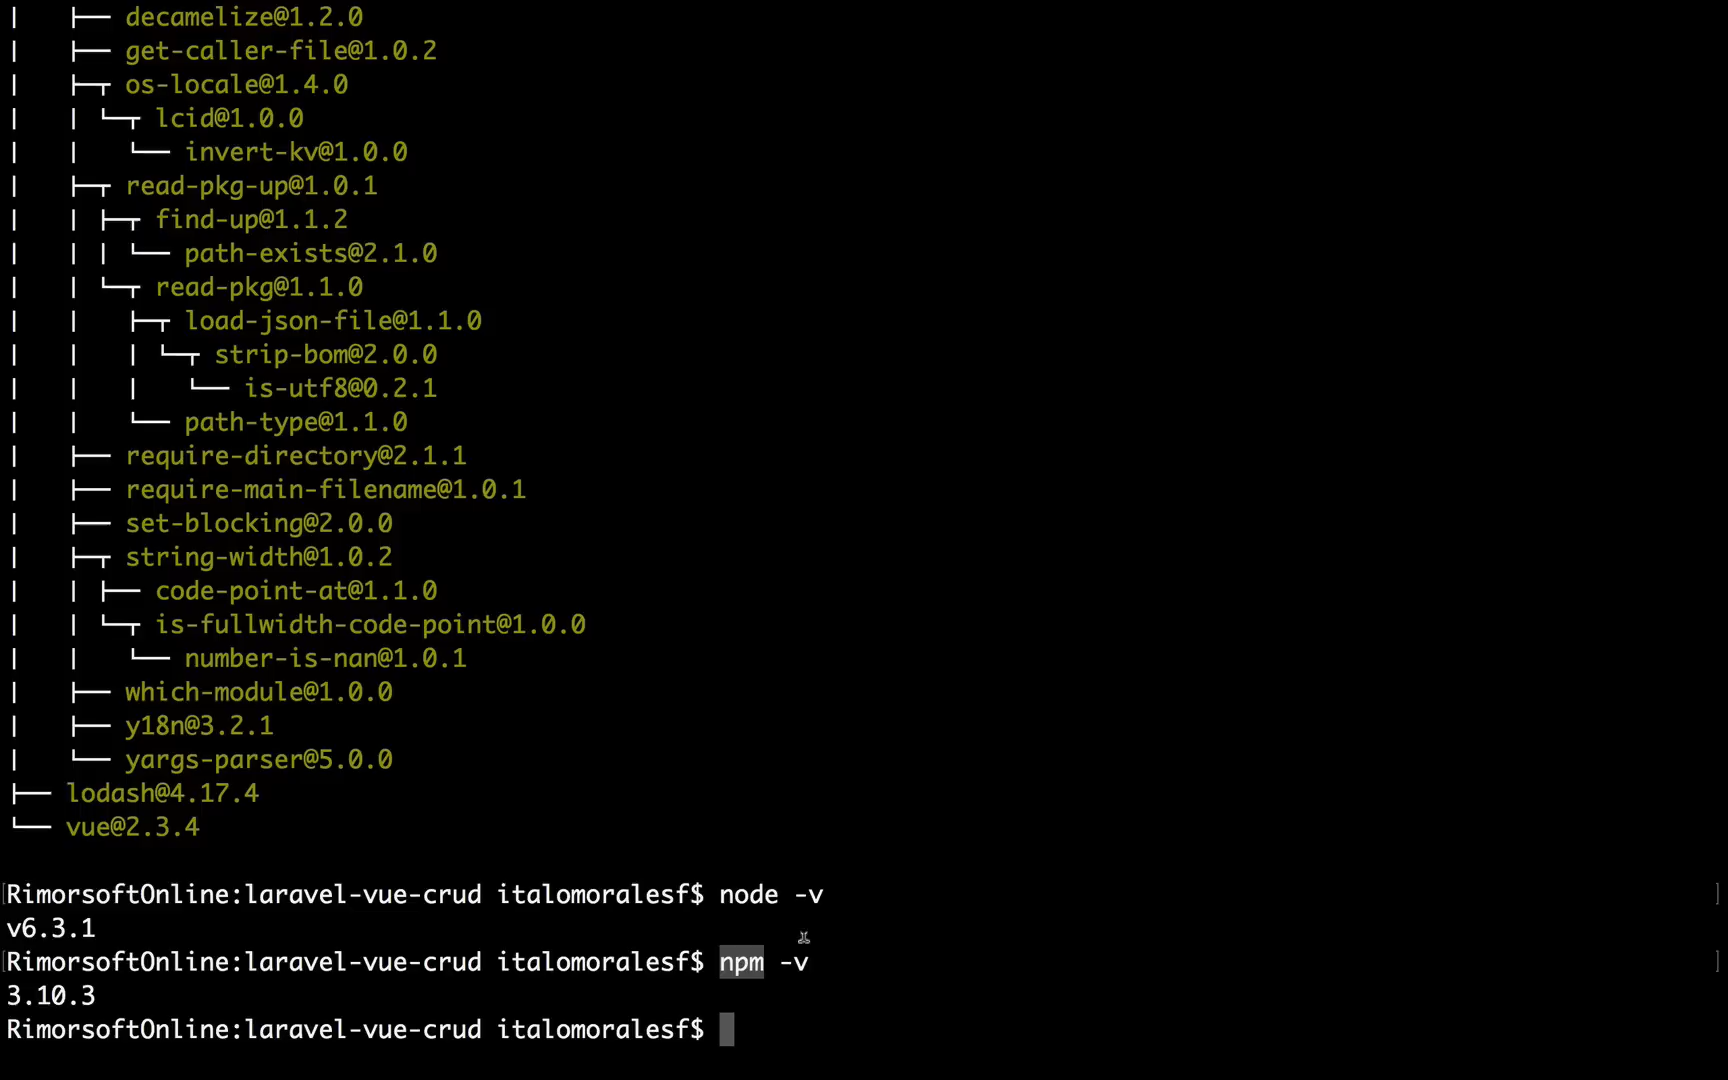 |    ├── decamelize@1.2.0
|    ├── get-caller-file@1.0.2
|    ├─┬ os-locale@1.4.0
|    | └─┬ lcid@1.0.0
|    |   └── invert-kv@1.0.0
|    ├─┬ read-pkg-up@1.0.1
|    | ├─┬ find-up@1.1.2
|    | | └── path-exists@2.1.0
|    | └─┬ read-pkg@1.1.0
|    |   ├─┬ load-json-file@1.1.0
|    |   | └─┬ strip-bom@2.0.0
|    |   |   └── is-utf8@0.2.1
|    |   └── path-type@1.1.0
|    ├── require-directory@2.1.1
|    ├── require-main-filename@1.0.1
|    ├── set-blocking@2.0.0
|    ├─┬ string-width@1.0.2
|    | ├── code-point-at@1.1.0
|    | └─┬ is-fullwidth-code-point@1.0.0
|    |   └── number-is-nan@1.0.1
|    ├── which-module@1.0.0
|    ├── y18n@3.2.1
|    └── yargs-parser@5.0.0
├── lodash@4.17.4
└── vue@2.3.4
[RimorsoftOnline:laravel-vue-crud italomoralesf$ node -v ]
v6.3.1
[RimorsoftOnline:laravel-vue-crud italomoralesf$ npm -v ]
3.10.3
RimorsoftOnline:laravel-vue-crud italomoralesf$